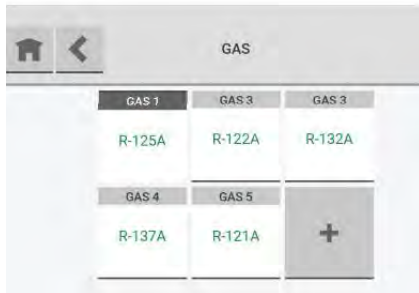 GAS
GAS 1 GAS 3 GAS 3
R-125A R-122A R-132A
GAS 4 GAS 5
R-137A R-121A +